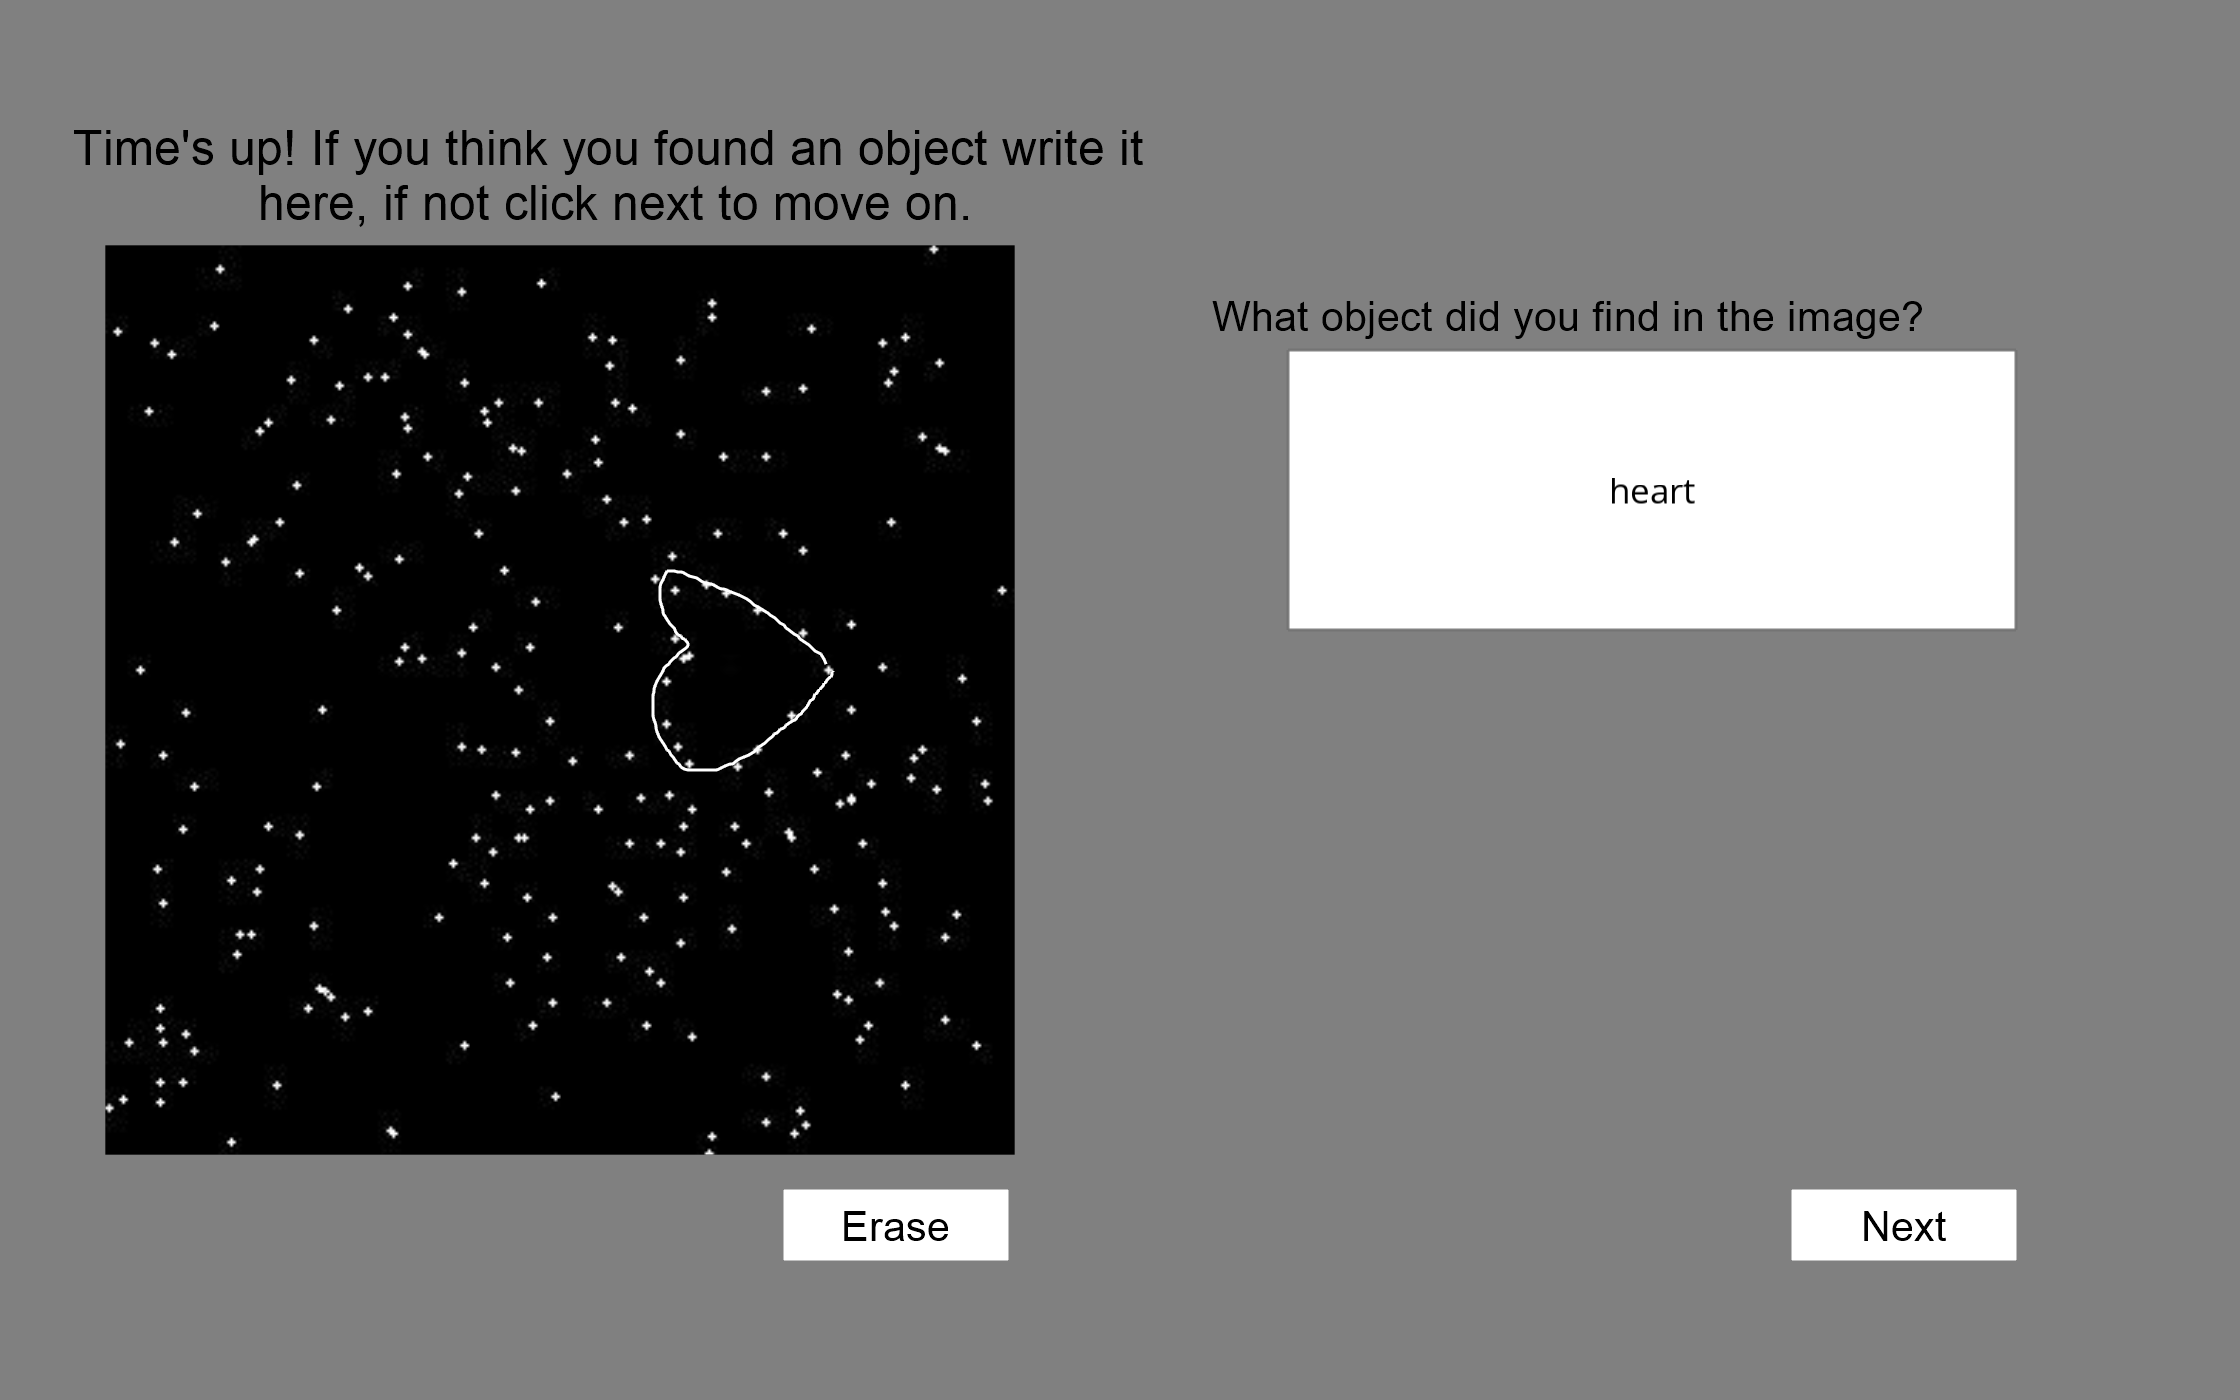 Time's up! If you think you found an object write it
here, if not click next to move on.
What object did you find in the image?
heart
Erase
Next